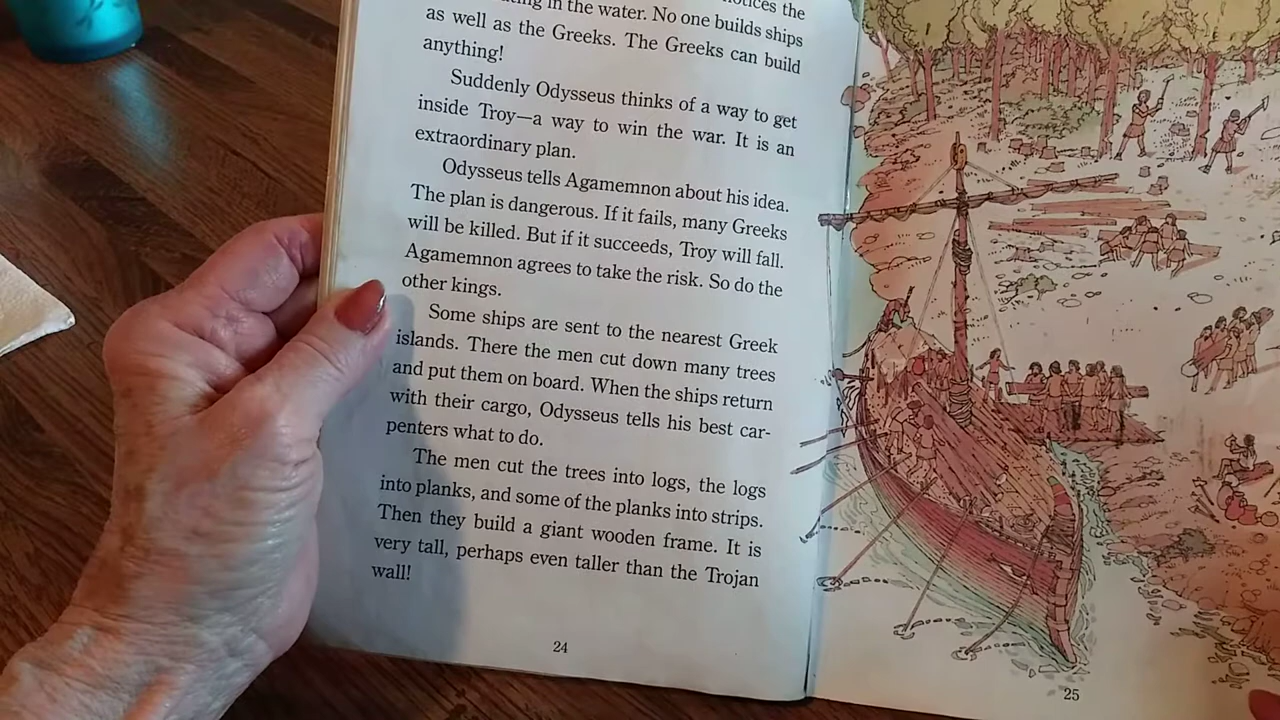 notices the
in the water. No one builds ships
as well as the Greeks. The Greeks can build
anything!
Suddenly Odysseus thinks of a way to get
inside Troy—a way to win the war. It is an
extraordinary plan.
Odysseus tells Agamemnon about his idea.
The plan is dangerous. If it fails, many Greeks
will be killed. But if it succeeds, Troy will fall.
Agamemnon agrees to take the risk. So do the
other kings.
Some ships are sent to the nearest Greek
islands. There the men cut down many trees
and put them on board. When the ships return
with their cargo, Odysseus tells his best car-
penters what to do.
The men cut the trees into logs, the logs
into planks, and some of the planks into strips.
Then they build a giant wooden frame. It is
very tall, perhaps even taller than the Trojan
wall!
24
25